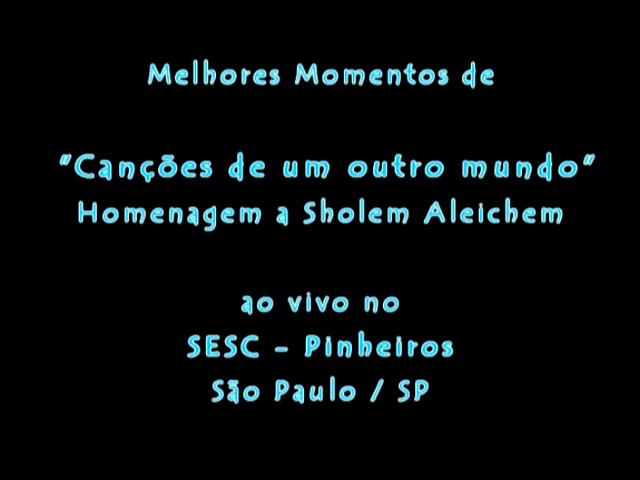 Melhores Momentos de
"Canções de um outro mundo"
Homenagem a Sholem Aleichem
ao vivo no
SESC - Pinheiros
São Paulo / SP